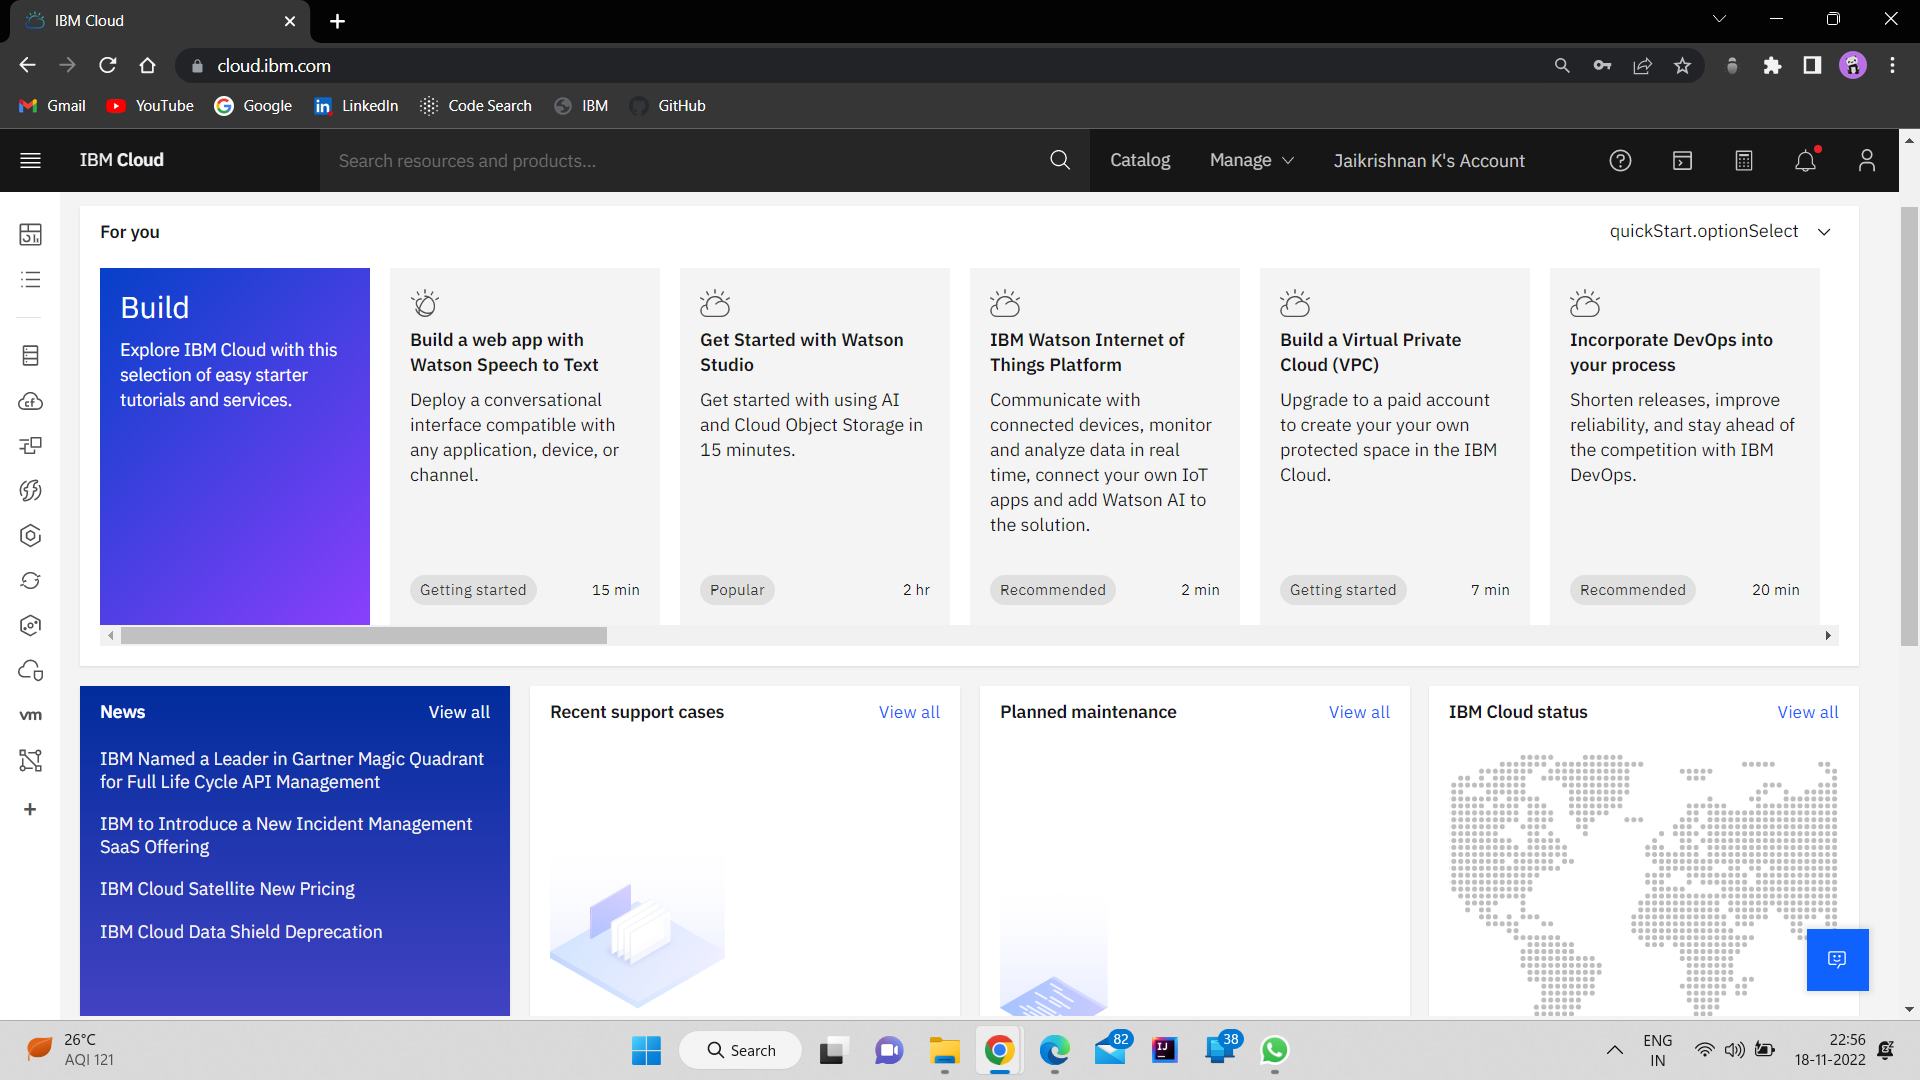 IBM Cloud
cloud.ibm.com
Gmail
YouTube
Google
LinkedIn
Code Search
IBM
GitHub
IBM Cloud
Search resources and products...
Catalog
Manage
Jaikrishnan K's Account
For you
quickStart.optionSelect
Build
Explore IBM Cloud with this
selection of easy starter
tutorials and services.
Build a web app with
Watson Speech to Text
Deploy a conversational
interface compatible with
any application, device, or
channel.
Getting started
15 min
Get Started with Watson
Studio
Get started with using AI
and Cloud Object Storage in
15 minutes.
Popular
2 hr
IBM Watson Internet of
Things Platform
Communicate with
connected devices, monitor
and analyze data in real
time, connect your own IoT
apps and add Watson AI to
the solution.
Recommended
2 min
Build a Virtual Private
Cloud (VPC)
Upgrade to a paid account
to create your your own
protected space in the IBM
Cloud.
Getting started
7 min
Incorporate DevOps into
your process
Shorten releases, improve
reliability, and stay ahead of
the competition with IBM
DevOps.
Recommended
20 min
cf
vm
News
View all
IBM Named a Leader in Gartner Magic Quadrant
for Full Life Cycle API Management
IBM to Introduce a New Incident Management
SaaS Offering
IBM Cloud Satellite New Pricing
IBM Cloud Data Shield Deprecation
Recent support cases
View all
Planned maintenance
View all
IBM Cloud status
View all
26°C
AQI 121
Search
82
IJ
38
ENG
IN
22:56
18-11-2022